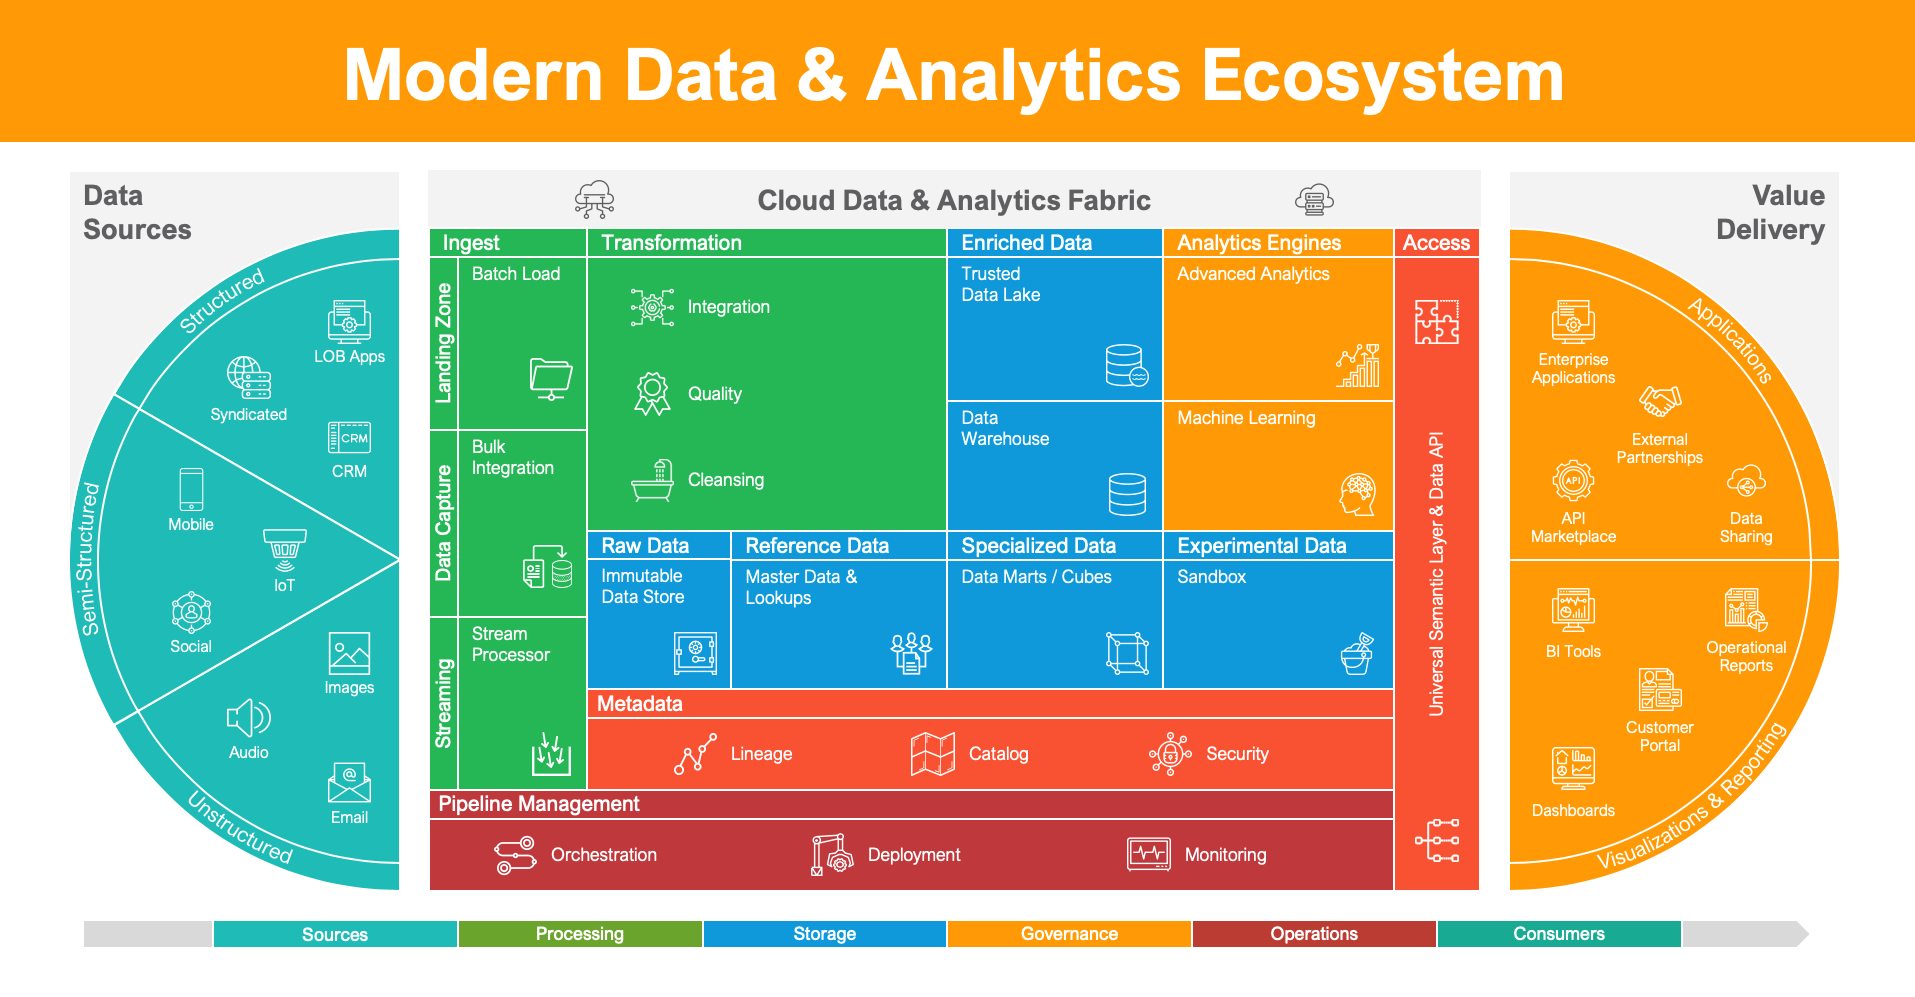 Modern Data & Analytics Ecosystem
Data
Sources
Structured
LOB Apps
Syndicated
CRM
CRM
Semi-Structured
Mobile
IoT
Social
Unstructured
Images
Audio
@
Email
Cloud Data & Analytics Fabric
Ingest
Landing Zone
Batch Load
Data Capture
Bulk
Integration
Streaming
Stream
Processor
Transformation
Integration
Quality
Cleansing
Enriched Data
Trusted
Data Lake
Data
Warehouse
Analytics Engines
Advanced Analytics
Machine Learning
Raw Data
Immutable
Data Store
Reference Data
Master Data &
Lookups
Specialized Data
Data Marts / Cubes
Experimental Data
Sandbox
Metadata
Lineage
Catalog
Security
Pipeline Management
Orchestration
Deployment
Monitoring
Access
Universal Semantic Layer & Data API
Value
Delivery
Applications
Enterprise
Applications
External
Partnerships
API
API
Marketplace
Data
Sharing
Visualizations & Reporting
BI Tools
Operational
Reports
Customer
Portal
Dashboards
Sources
Processing
Storage
Governance
Operations
Consumers